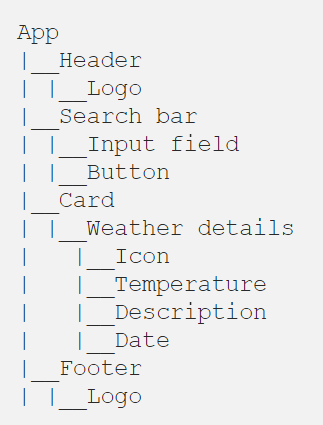 App
|__Header
| |__Logo
|__Search bar
| |__Input field
| |__Button
|__Card
| |__Weather details
|   |__Icon
|   |__Temperature
|   |__Description
|   |__Date
|__Footer
| |__Logo